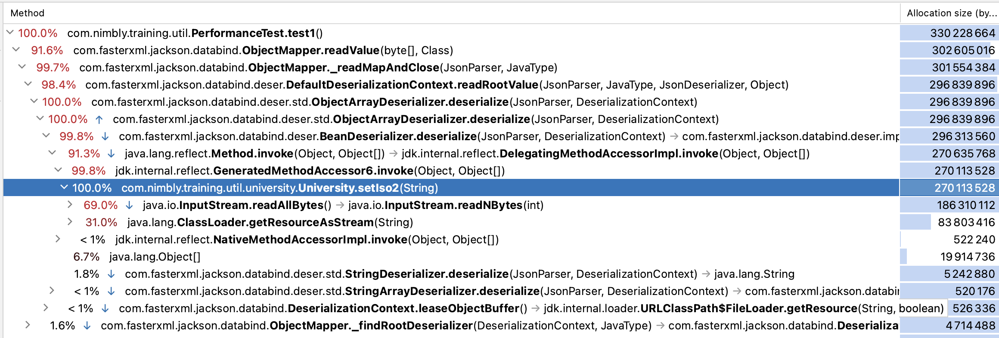 Method Allocation size (by...
100.0% com.nimbly.training.util.PerformanceTest.test1() 330 228 664
91.6% com.fasterxml.jackson.databind.ObjectMapper.readValue(byte[], Class) 302 605 016
99.7% com.fasterxml.jackson.databind.ObjectMapper._readMapAndClose(JsonParser, JavaType) 301 554 384
98.4% com.fasterxml.jackson.databind.deser.DefaultDeserializationContext.readRootValue(JsonParser, JavaType, JsonDeserializer, Object) 296 839 896
100.0% com.fasterxml.jackson.databind.deser.std.ObjectArrayDeserializer.deserialize(JsonParser, DeserializationContext) 296 839 896
100.0% ↑ com.fasterxml.jackson.databind.deser.std.ObjectArrayDeserializer.deserialize(JsonParser, DeserializationContext) 296 839 896
99.8% ↓ com.fasterxml.jackson.databind.deser.BeanDeserializer.deserialize(JsonParser, DeserializationContext) → com.fasterxml.jackson.databind.deser.imp 296 313 560
91.3% ↓ java.lang.reflect.Method.invoke(Object, Object[]) → jdk.internal.reflect.DelegatingMethodAccessorImpl.invoke(Object, Object[]) 270 635 768
99.8% jdk.internal.reflect.GeneratedMethodAccessor6.invoke(Object, Object[]) 270 113 528
100.0% com.nimbly.training.util.university.University.setIso2(String) 270 113 528
69.0% ↓ java.io.InputStream.readAllBytes() → java.io.InputStream.readNBytes(int) 186 310 112
31.0% java.lang.ClassLoader.getResourceAsStream(String) 83 803 416
< 1% jdk.internal.reflect.NativeMethodAccessorImpl.invoke(Object, Object[]) 522 240
6.7% java.lang.Object[] 19 914 736
1.8% ↓ com.fasterxml.jackson.databind.deser.std.StringDeserializer.deserialize(JsonParser, DeserializationContext) → java.lang.String 5 242 880
< 1% ↓ com.fasterxml.jackson.databind.deser.std.StringArrayDeserializer.deserialize(JsonParser, DeserializationContext) → com.fasterxml.jackson.databin 520 176
< 1% ↓ com.fasterxml.jackson.databind.DeserializationContext.leaseObjectBuffer() → jdk.internal.loader.URLClassPath$FileLoader.getResource(String, boolean) 526 336
1.6% ↓ com.fasterxml.jackson.databind.ObjectMapper._findRootDeserializer(DeserializationContext, JavaType) → com.fasterxml.jackson.databind.Deserializa 4 714 488